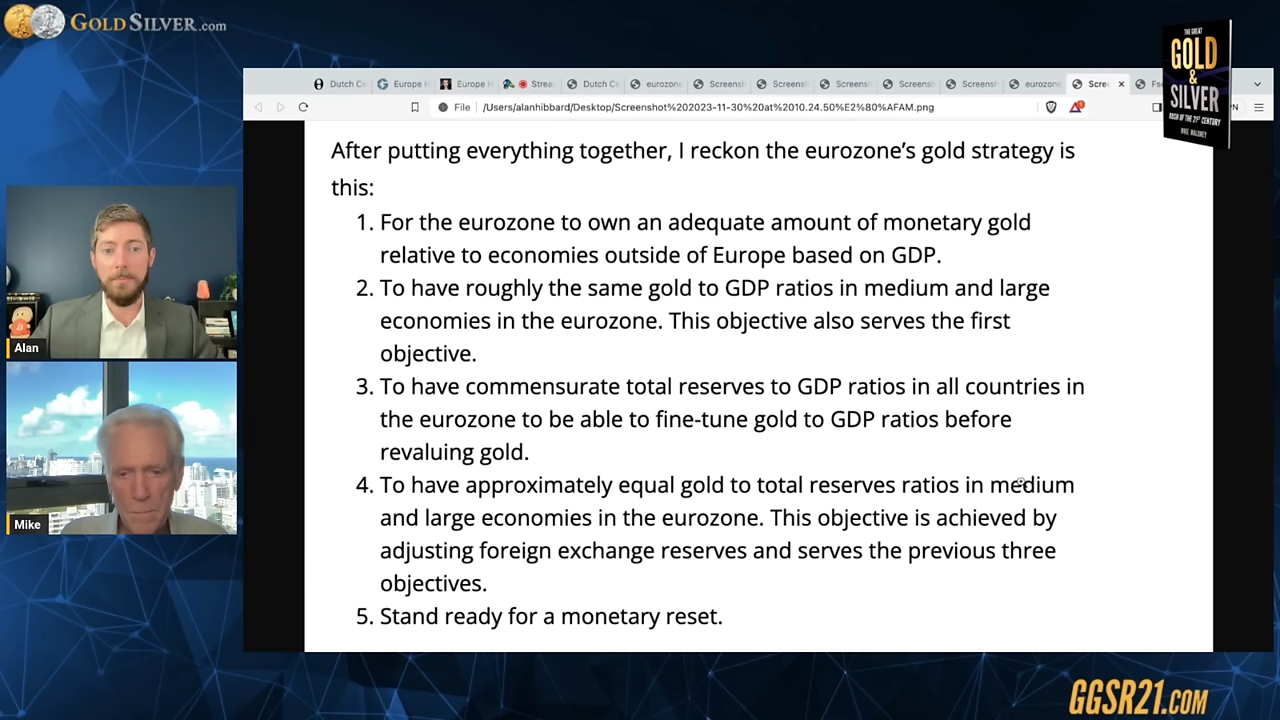 GOLDSILVER.com
Dutch Ce
Europe H
Europe H
Strea
Dutch Ce
eurozone
Screensh
Screensh
Screensh
Screensh
Screensh
eurozone
Scre
File /Users/alanhibbard/Desktop/Screenshot%202023-11-30%20at%2010.24.50%E2%80%AFAM.png
THE GREAT
GOLD
&
SILVER
RUSH OF THE 21ST CENTURY
MIKE MALONEY
After putting everything together, I reckon the eurozone’s gold strategy is
this:
1. For the eurozone to own an adequate amount of monetary gold
relative to economies outside of Europe based on GDP.
2. To have roughly the same gold to GDP ratios in medium and large
economies in the eurozone. This objective also serves the first
objective.
3. To have commensurate total reserves to GDP ratios in all countries in
the eurozone to be able to fine-tune gold to GDP ratios before
revaluing gold.
4. To have approximately equal gold to total reserves ratios in medium
and large economies in the eurozone. This objective is achieved by
adjusting foreign exchange reserves and serves the previous three
objectives.
5. Stand ready for a monetary reset.
Alan
Mike
GGSR21.COM